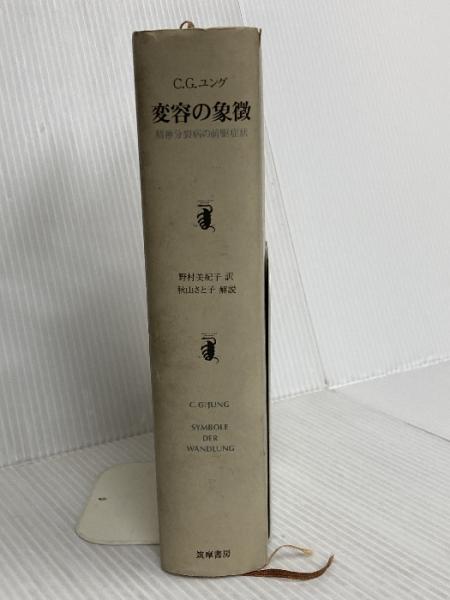 C.G.ユング
変容の象徴
精神分裂病の前駆症状
野村美紀子 訳
秋山さと子 解説
C.G.JUNG
SYMBOLE
DER
WANDLUNG
筑摩書房